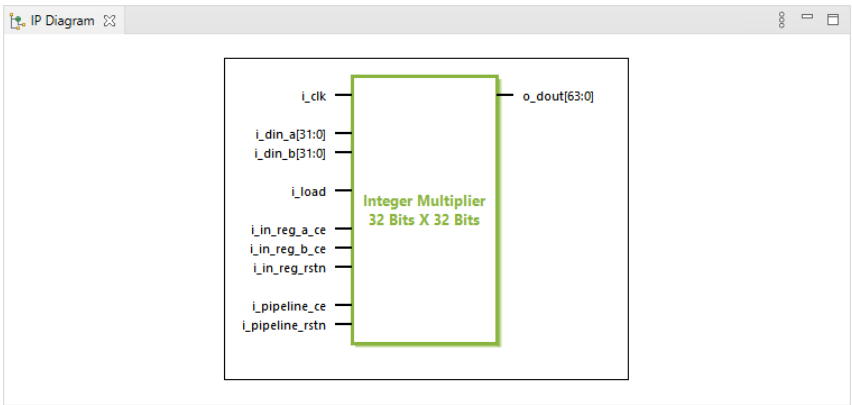 IP Diagram
i_clk
o_dout[63:0]
i_din_a[31:0]
i_din_b[31:0]
i_load
Integer Multiplier
32 Bits X 32 Bits
i_in_reg_a_ce
i_in_reg_b_ce
i_in_reg_rstn
i_pipeline_ce
i_pipeline_rstn